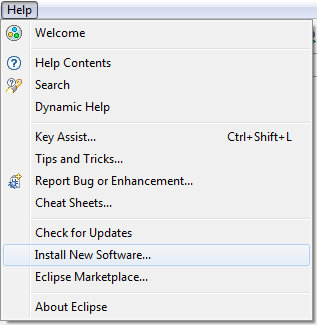 Help
Welcome
Help Contents
Search
Dynamic Help
Key Assist... Ctrl+Shift+L
Tips and Tricks...
Report Bug or Enhancement...
Cheat Sheets...
Check for Updates
Install New Software...
Eclipse Marketplace...
About Eclipse